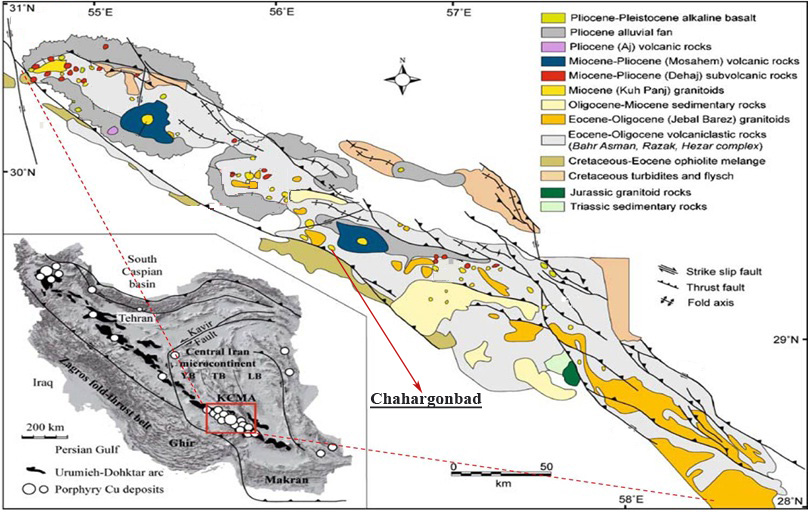 31°N
55°E
56°E
57°E
N
Pliocene-Pleistocene alkaline basalt
Pliocene alluvial fan
Pliocene (Aj) volcanic rocks
Miocene-Pliocene (Mosahem) volcanic rocks
Miocene-Pliocene (Dehaj) subvolcanic rocks
Miocene (Kuh Panj) granitoids
Oligocene-Miocene sedimentary rocks
Eocene-Oligocene (Jebal Barez) granitoids
Eocene-Oligocene volcaniclastic rocks
(Bahr Asman, Razak, Hezar complex)
Cretaceous-Eocene ophiolite melange
Cretaceous turbidites and flysch
Jurassic granitoid rocks
Triassic sedimentary rocks
30°N
Strike slip fault
Thrust fault
Fold axis
29°N
Chahargonbad
0
50
km
58°E
28°N
South
Caspian
basin
Tehran
Kavir
Fault
Central Iran
microcontinent
YB
TB
LB
KCMA
Iraq
Zagros fold-thrust belt
200 km
Persian Gulf
Ghir
Makran
Urumieh-Dohktar arc
Porphyry Cu deposits